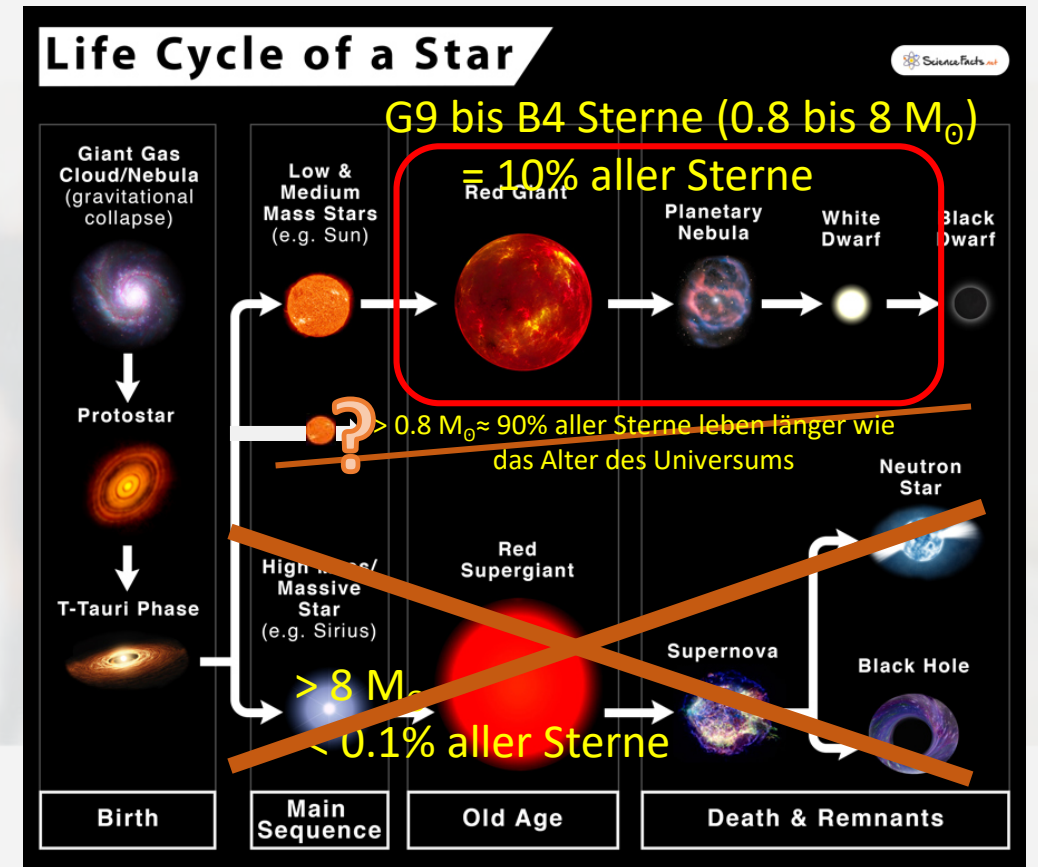 Life Cycle of a Star
ScienceFacts.net
G9 bis B4 Sterne (0.8 bis 8 M☉)
= 10% aller Sterne
Giant Gas
Cloud/Nebula
(gravitational
collapse)
Protostar
T-Tauri Phase
Low &
Medium
Mass Stars
(e.g. Sun)
Red Giant
Planetary
Nebula
White
Dwarf
Black
Dwarf
?
> 0.8 M☉≈ 90% aller Sterne leben länger wie
das Alter des Universums
High Mass/
Massive
Star
(e.g. Sirius)
Red
Supergiant
Supernova
Neutron
Star
Black Hole
> 8 M☉
< 0.1% aller Sterne
Birth
Main
Sequence
Old Age
Death & Remnants